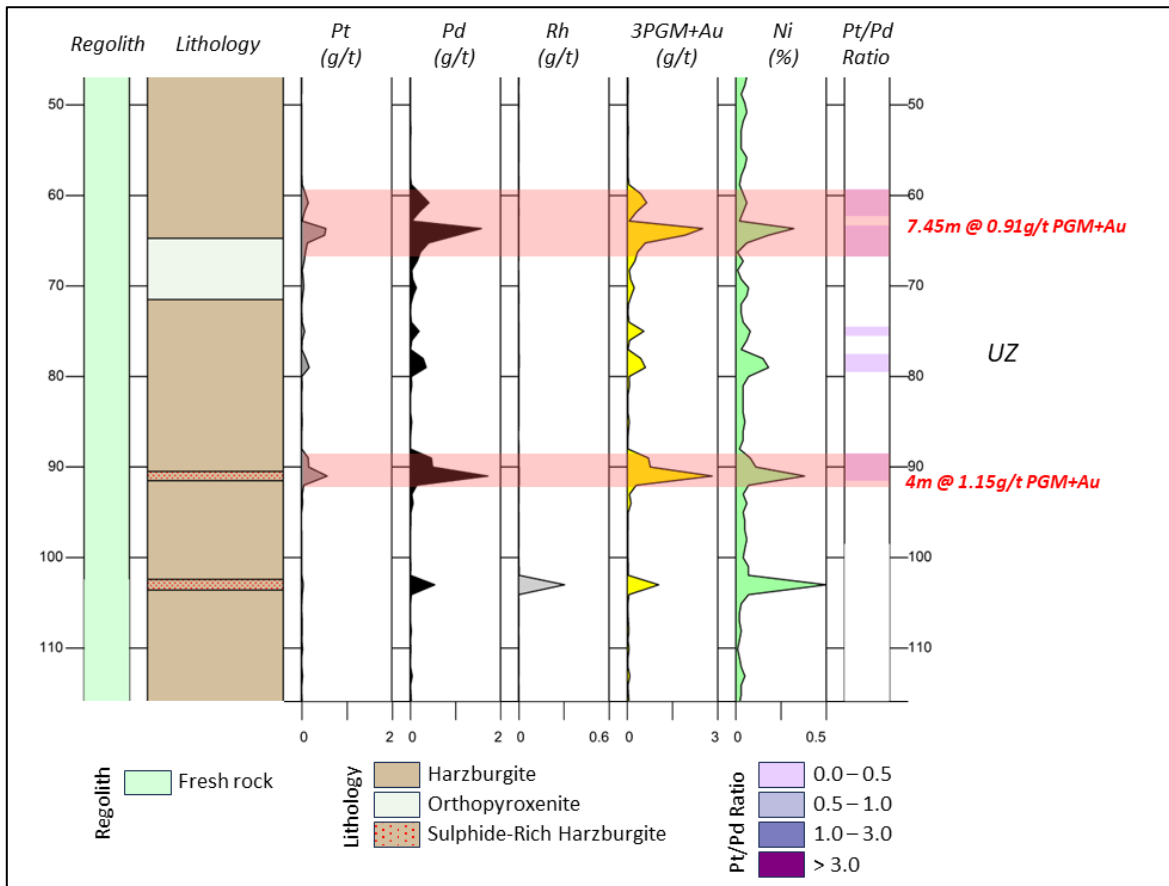 Regolith Lithology Pt Pd Rh 3PGM+Au Ni Pt/Pd
(g/t) (g/t) (g/t) (g/t) (%) Ratio
50 50
60 60
7.45m @ 0.91g/t PGM+Au
70 70
UZ
80 80
90 90
4m @ 1.15g/t PGM+Au
100 100
110 110
0 2 0 2 0 0.6 0 3 0 0.5
Regolith
Fresh rock
Lithology
Harzburgite
Orthopyroxenite
Sulphide-Rich Harzburgite
Pt/Pd Ratio
0.0 – 0.5
0.5 – 1.0
1.0 – 3.0
> 3.0